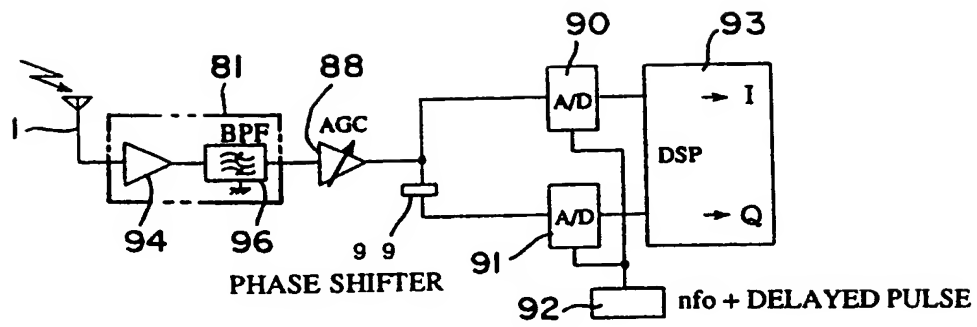 90
93
81
88
A/D
I
1
BPF
AGC
DSP
94
96
9 9
A/D
Q
91
PHASE SHIFTER
92
nfo + DELAYED PULSE